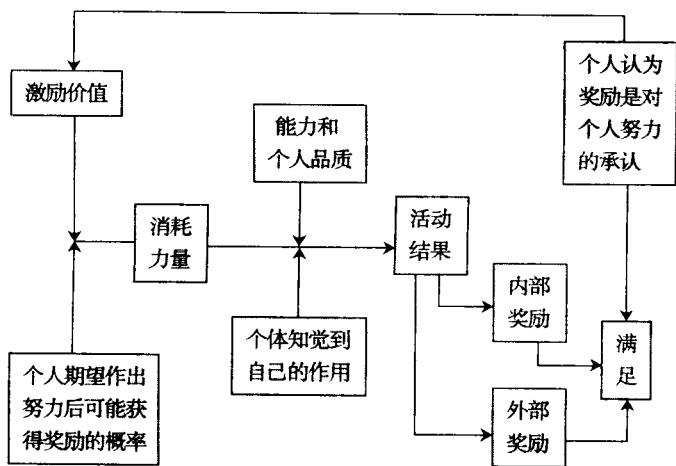 激励价值
能力和
个人品质
个人认为
奖励是对
个人努力
的承认
消耗
力量
活动
结果
内部
奖励
个体知觉到
自己的作用
满
足
个人期望作出
努力后可能获
得奖励的概率
外部
奖励